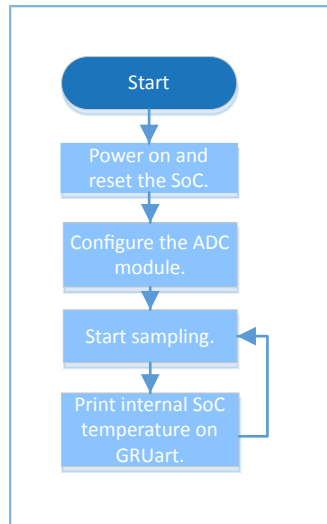 Start
Power on and
reset the SoC.
Configure the ADC
module.
Start sampling.
Print internal SoC
temperature on
GRUart.